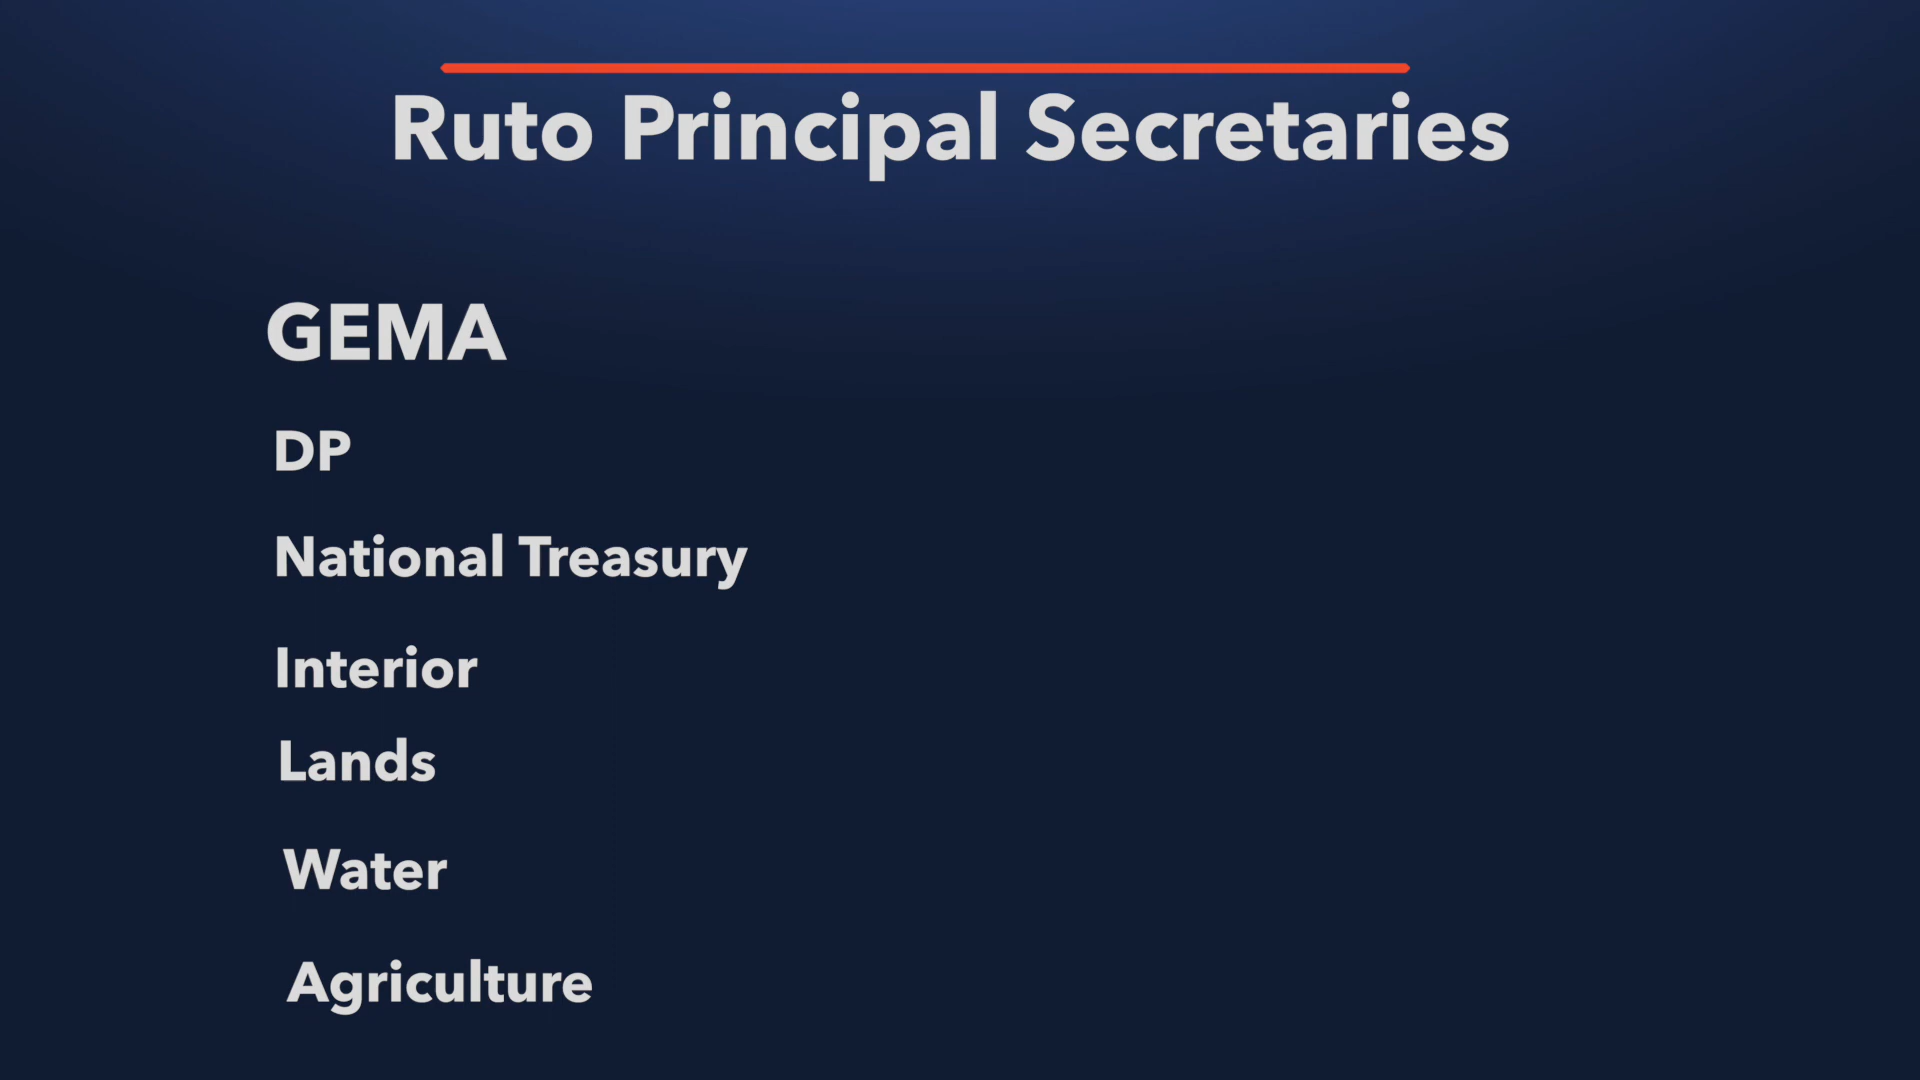 Ruto Principal Secretaries
GEMA
DP
National Treasury
Interior
Lands
Water
Agriculture